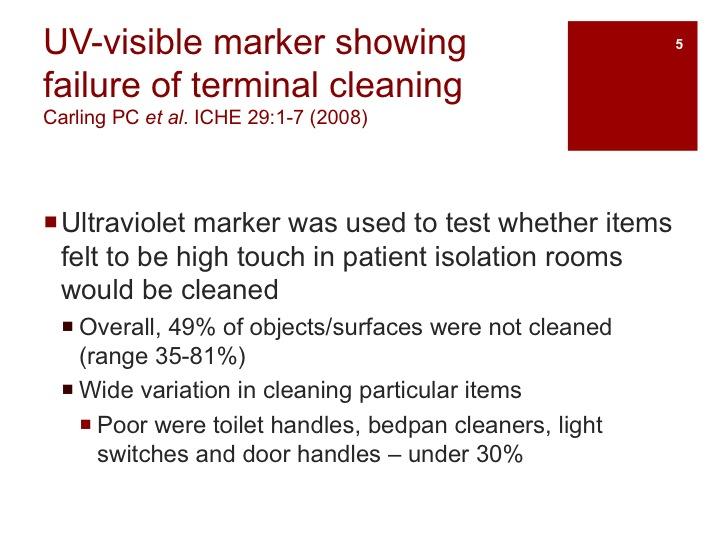 UV-visible marker showing
failure of terminal cleaning
Carling PC et al. ICHE 29:1-7 (2008)
5
Ultraviolet marker was used to test whether items
felt to be high touch in patient isolation rooms
would be cleaned
Overall, 49% of objects/surfaces were not cleaned
(range 35-81%)
Wide variation in cleaning particular items
Poor were toilet handles, bedpan cleaners, light
switches and door handles – under 30%